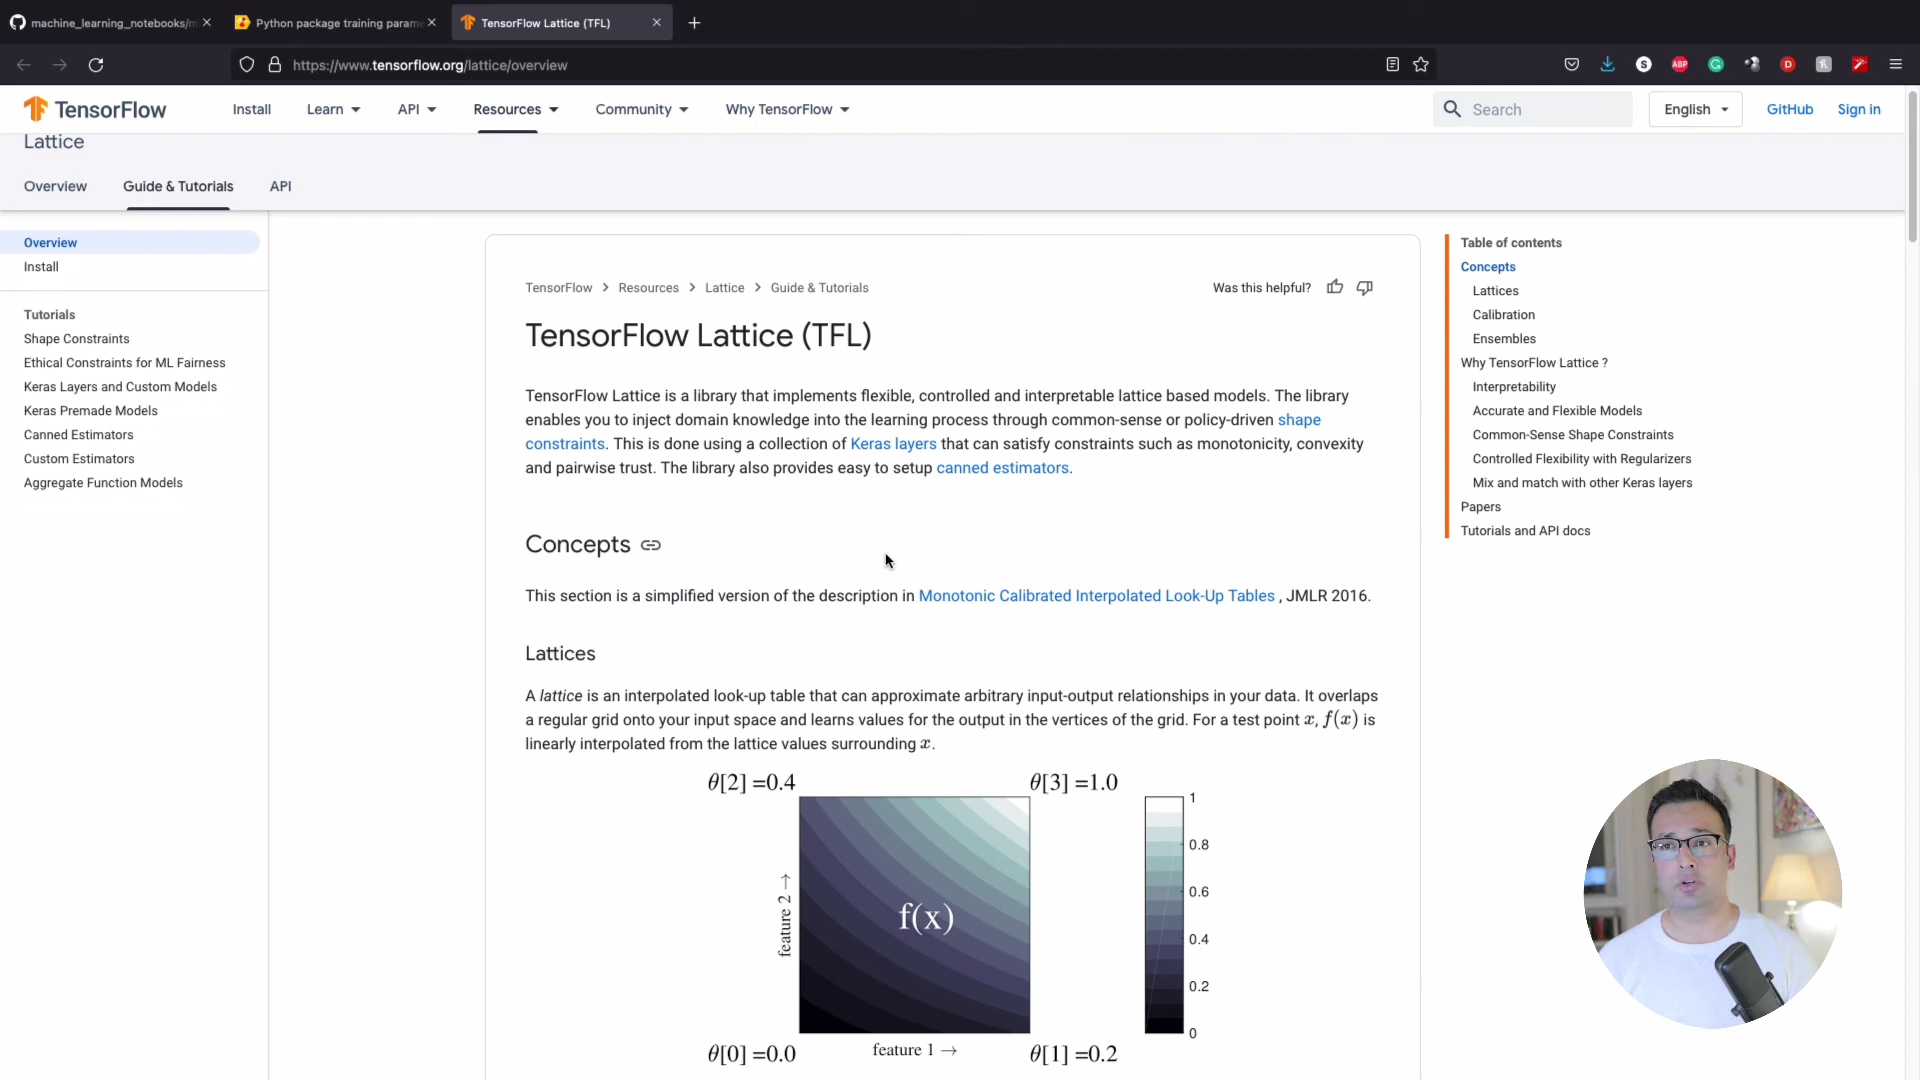 machine_learning_notebooks/m
Python package training param
TensorFlow Lattice (TFL)
https://www.tensorflow.org/lattice/overview
S
ABP
D
TensorFlow
Install
Learn
API
Resources
Community
Why TensorFlow
Search
English
GitHub
Sign in
Lattice
Overview
Guide & Tutorials
API
Overview
Install
Tutorials
Shape Constraints
Ethical Constraints for ML Fairness
Keras Layers and Custom Models
Keras Premade Models
Canned Estimators
Custom Estimators
Aggregate Function Models
TensorFlow > Resources > Lattice > Guide & Tutorials
Was this helpful?
TensorFlow Lattice (TFL)
TensorFlow Lattice is a library that implements flexible, controlled and interpretable lattice based models. The library
enables you to inject domain knowledge into the learning process through common-sense or policy-driven shape
constraints. This is done using a collection of Keras layers that can satisfy constraints such as monotonicity, convexity
and pairwise trust. The library also provides easy to setup canned estimators.
Concepts
This section is a simplified version of the description in Monotonic Calibrated Interpolated Look-Up Tables , JMLR 2016.
Lattices
A lattice is an interpolated look-up table that can approximate arbitrary input-output relationships in your data. It overlaps
a regular grid onto your input space and learns values for the output in the vertices of the grid. For a test point x, f(x) is
linearly interpolated from the lattice values surrounding x.
θ[2] =0.4
θ[3] =1.0
1
0.8
0.6
0.4
0.2
0
feature 2 →
f(x)
θ[0] =0.0
feature 1 →
θ[1] =0.2
Table of contents
Concepts
Lattices
Calibration
Ensembles
Why TensorFlow Lattice ?
Interpretability
Accurate and Flexible Models
Common-Sense Shape Constraints
Controlled Flexibility with Regularizers
Mix and match with other Keras layers
Papers
Tutorials and API docs